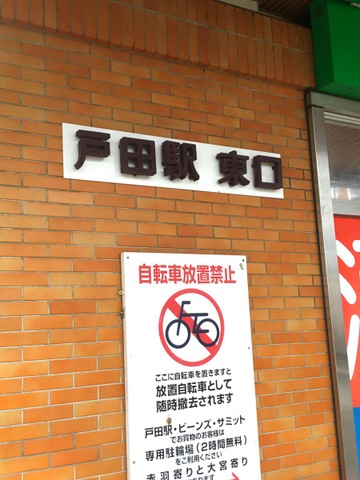 戸田駅 東口
自転車放置禁止
ここに自転車を置きますと
放置自転車として
随時撤去されます
戸田駅・ビーンズ・サミット
でお買物のお客様は
専用駐輪場(2時間無料)
をご利用ください
赤羽寄りと大宮寄り